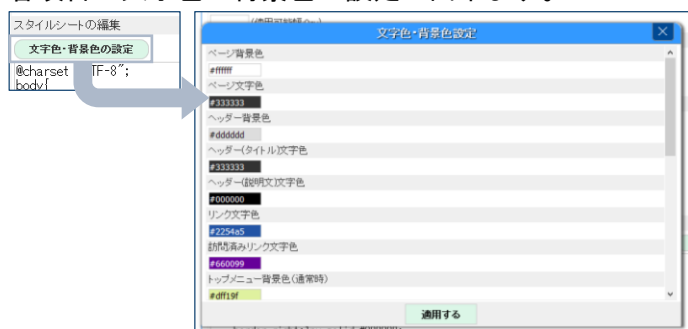 スタイルシートの編集
文字色・背景色の設定
@charset TF-8";
body{
文字色・背景色設定
ページ背景色
#ffffff
ページ文字色
#333333
ヘッダー背景色
#dddddd
ヘッダー(タイトル)文字色
#333333
ヘッダー(説明文)文字色
#000000
リンク文字色
#2254a5
訪問済みリンク文字色
#660099
トップメニュー背景色(通常時)
#dff19f
適用する